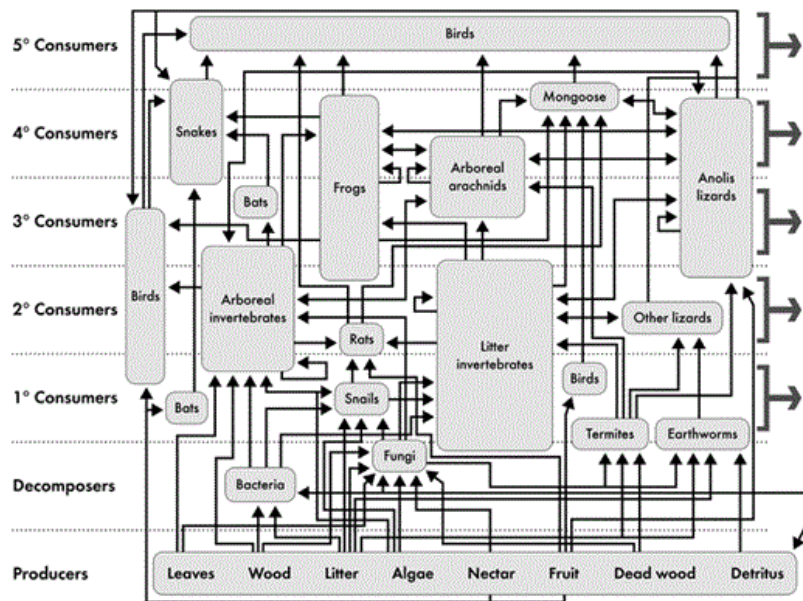 5° Consumers
Birds
Mongoose
4° Consumers
Snakes
Frogs
Arboreal
arachnids
Anolis
lizards
3° Consumers
Bats
Birds
2° Consumers
Arboreal
invertebrates
Rats
Litter
invertebrates
Other lizards
1° Consumers
Bats
Snails
Birds
Termites
Earthworms
Fungi
Decomposers
Bacteria
Producers
Leaves Wood Litter Algae Nectar Fruit Dead wood Detritus